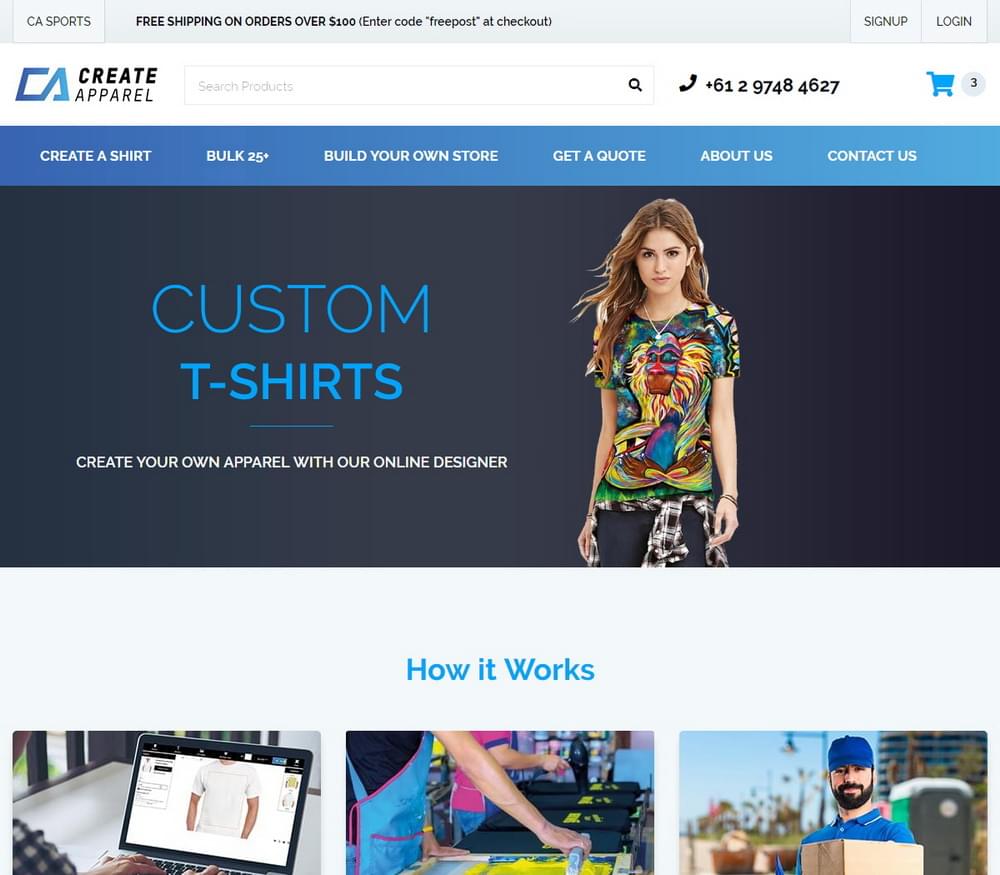 CA SPORTS
FREE SHIPPING ON ORDERS OVER $100 (Enter code "freepost" at checkout)
SIGNUP
LOGIN
CA CREATE
APPAREL
Search Products
+61 2 9748 4627
3
CREATE A SHIRT
BULK 25+
BUILD YOUR OWN STORE
GET A QUOTE
ABOUT US
CONTACT US
CUSTOM
T-SHIRTS
CREATE YOUR OWN APPAREL WITH OUR ONLINE DESIGNER
How it Works